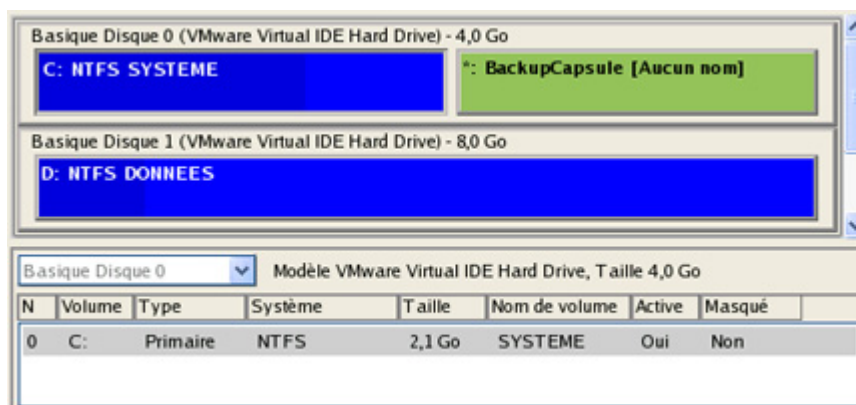 Basique Disque 0 (VMware Virtual IDE Hard Drive) - 4,0 Go
C: NTFS SYSTEME
*: BackupCapsule [Aucun nom]
Basique Disque 1 (VMware Virtual IDE Hard Drive) - 8,0 Go
D: NTFS DONNEES
Basique Disque 0
Modèle VMware Virtual IDE Hard Drive, Taille 4,0 Go
N Volume Type Système Taille Nom de volume Active Masqué
0 C: Primaire NTFS 2,1 Go SYSTEME Oui Non